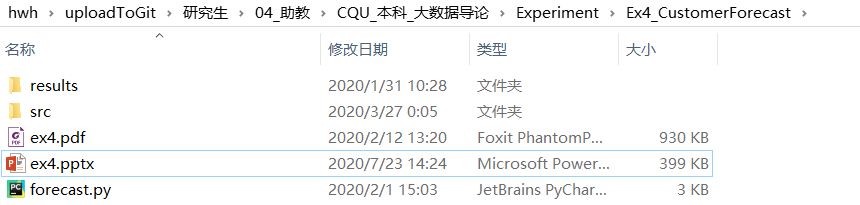 hwh > uploadToGit > 研究生 > 04_助教 > CQU_本科_大数据导论 > Experiment > Ex4_CustomerForecast >
名称 修改日期 类型 大小
results 2020/1/31 10:28 文件夹
src 2020/3/27 0:05 文件夹
ex4.pdf 2020/2/12 13:20 Foxit PhantomP... 930 KB
ex4.pptx 2020/7/23 14:24 Microsoft Power... 399 KB
forecast.py 2020/2/1 15:03 JetBrains PyChar... 3 KB